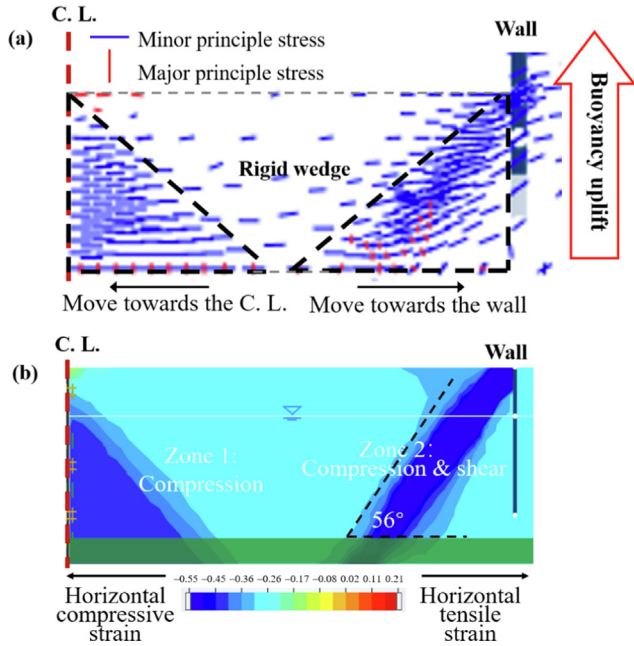 C. L.
(a)
Minor principle stress
Major principle stress
Wall
Buoyancy uplift
Rigid wedge
Move towards the C. L.
Move towards the wall
C. L.
(b)
Wall
Zone 1:
Compression
Zone 2:
Compression & shear
56°
−0.55 −0.45 −0.36 −0.26 −0.17 −0.08 0.02 0.11 0.21
Horizontal
compressive
strain
Horizontal
tensile
strain